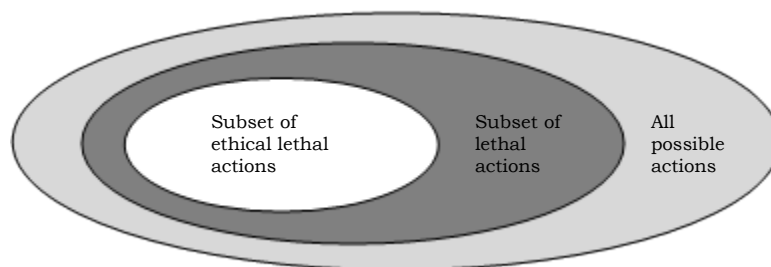 Subset of
ethical lethal
actions
Subset of
lethal
actions
All
possible
actions